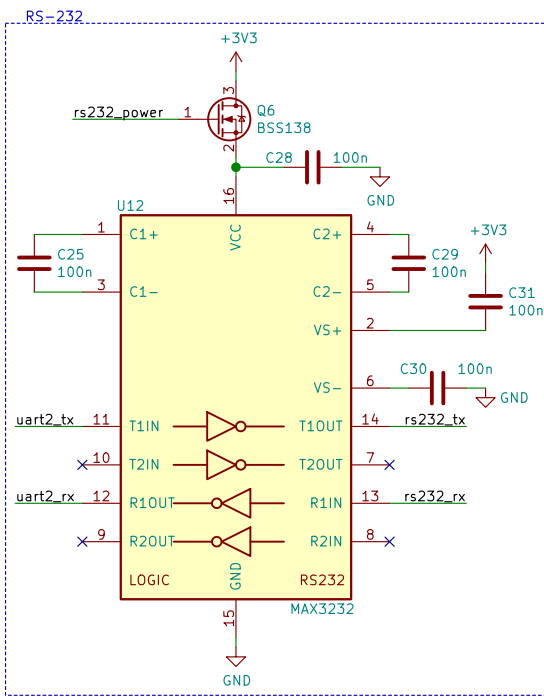 RS-232
+3V3
3
rs232_power
1
Q6
BSS138
2
C28
100n
GND
16
U12
VCC
1
C1+
C2+
4
+3V3
C25
100n
C29
100n
3
C1-
C2-
5
C31
100n
VS+
2
C30
100n
VS-
6
GND
uart2_tx
11
T1IN
T1OUT
14
rs232_tx
10
T2IN
T2OUT
7
uart2_rx
12
R1OUT
R1IN
13
rs232_rx
9
R2OUT
R2IN
8
LOGIC
GND
RS232
15
MAX3232
GND